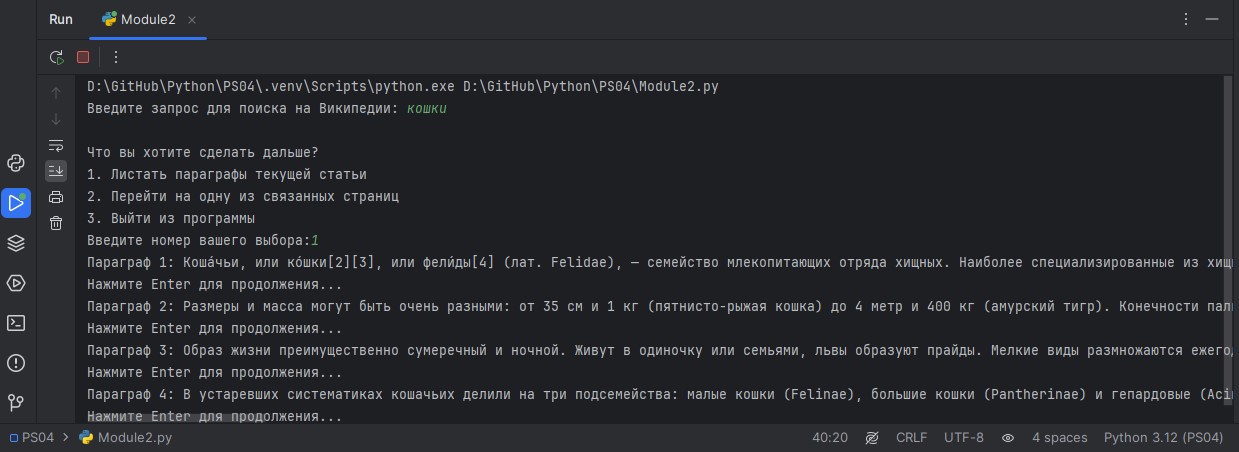 Run Module2
D:\GitHub\Python\PS04\.venv\Scripts\python.exe D:\GitHub\Python\PS04\Module2.py
Введите запрос для поиска на Википедии: кошки
Что вы хотите сделать дальше?
1. Листать параграфы текущей статьи
2. Перейти на одну из связанных страниц
3. Выйти из программы
Введите номер вашего выбора:1
Параграф 1: Коша́чьи, или ко́шки[2][3], или фели́ды[4] (лат. Felidae), — семейство млекопитающих отряда хищных. Наиболее специализированные из
Нажмите Enter для продолжения...
Параграф 2: Размеры и масса могут быть очень разными: от 35 см и 1 кг (пятнисто-рыжая кошка) до 4 метр и 400 кг (амурский тигр). Конечности
Нажмите Enter для продолжения...
Параграф 3: Образ жизни преимущественно сумеречный и ночной. Живут в одиночку или семьями, львы образуют прайды. Мелкие виды размножаются
Нажмите Enter для продолжения...
Параграф 4: В устаревших систематиках кошачьих делили на три подсемейства: малые кошки (Felinae), большие кошки (Pantherinae) и гепардовые
Нажмите Enter для продолжения...
PS04 Module2.py 40:20 CRLF UTF-8 4 spaces Python 3.12 (PS04)